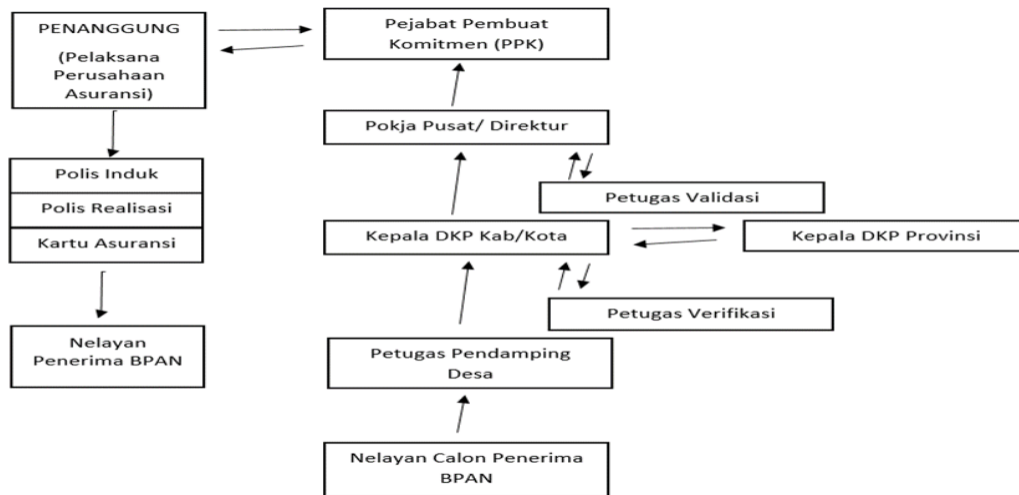 PENANGGUNG
(Pelaksana
Perusahaan
Asuransi)
Pejabat Pembuat
Komitmen (PPK)
Pokja Pusat/ Direktur
Polis Induk
Polis Realisasi
Kartu Asuransi
Petugas Validasi
Kepala DKP Kab/Kota
Kepala DKP Provinsi
Petugas Verifikasi
Nelayan
Penerima BPAN
Petugas Pendamping
Desa
Nelayan Calon Penerima
BPAN